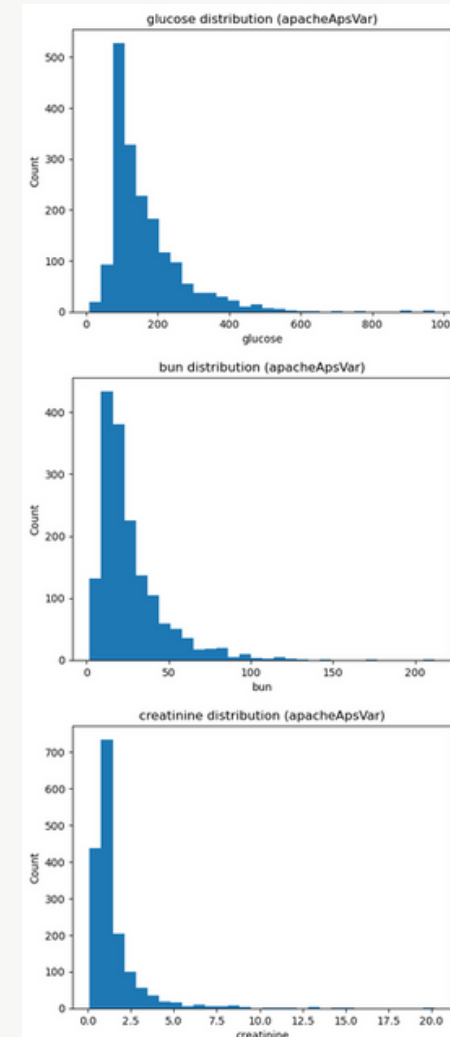 glucose distribution (apacheApsVar)
500
400
300
200
100
0
Count
0 200 400 600 800 100
glucose
bun distribution (apacheApsVar)
400
300
200
100
0
Count
0 50 100 150 200
bun
creatinine distribution (apacheApsVar)
700
600
500
400
300
200
100
0
Count
0.0 2.5 5.0 7.5 10.0 12.5 15.0 17.5 20.0
creatinine